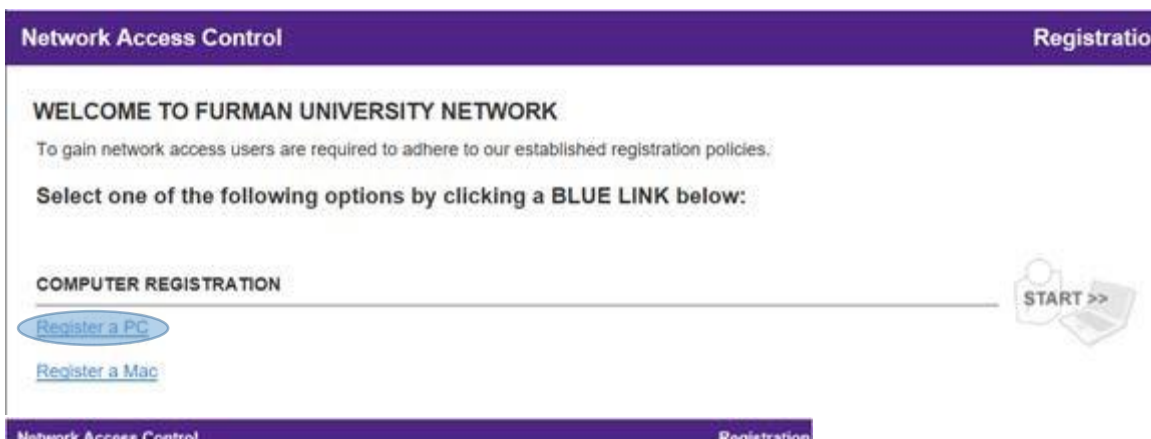 Network Access Control Registratio
WELCOME TO FURMAN UNIVERSITY NETWORK
To gain network access users are required to adhere to our established registration policies.
Select one of the following options by clicking a BLUE LINK below:
COMPUTER REGISTRATION
START >>
Register a PC
Register a Mac
Network Access Control Registration